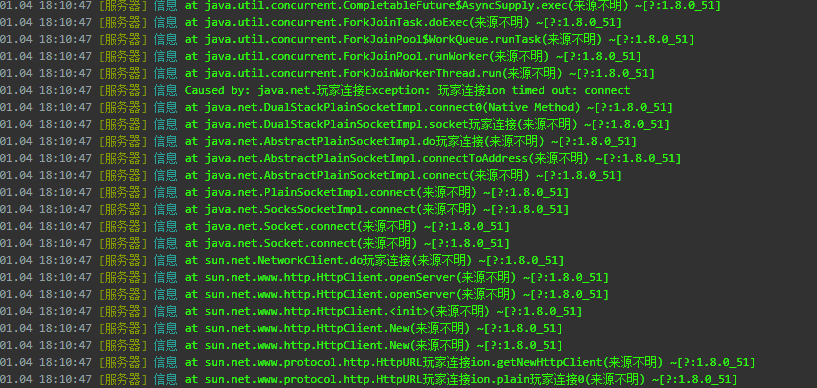 01.04 18:10:47 [服务器] 信息 at java.util.concurrent.CompletableFuture$AsyncSupply.exec(来源不明) ~[?:1.8.0_51]
01.04 18:10:47 [服务器] 信息 at java.util.concurrent.ForkJoinTask.doExec(来源不明) ~[?:1.8.0_51]
01.04 18:10:47 [服务器] 信息 at java.util.concurrent.ForkJoinPool$WorkQueue.runTask(来源不明) ~[?:1.8.0_51]
01.04 18:10:47 [服务器] 信息 at java.util.concurrent.ForkJoinPool.runWorker(来源不明) ~[?:1.8.0_51]
01.04 18:10:47 [服务器] 信息 at java.util.concurrent.ForkJoinWorkerThread.run(来源不明) ~[?:1.8.0_51]
01.04 18:10:47 [服务器] 信息 Caused by: java.net.玩家连接Exception: 玩家连接ion timed out: connect
01.04 18:10:47 [服务器] 信息 at java.net.DualStackPlainSocketImpl.connect0(Native Method) ~[?:1.8.0_51]
01.04 18:10:47 [服务器] 信息 at java.net.DualStackPlainSocketImpl.socket玩家连接(来源不明) ~[?:1.8.0_51]
01.04 18:10:47 [服务器] 信息 at java.net.AbstractPlainSocketImpl.do玩家连接(来源不明) ~[?:1.8.0_51]
01.04 18:10:47 [服务器] 信息 at java.net.AbstractPlainSocketImpl.connectToAddress(来源不明) ~[?:1.8.0_51]
01.04 18:10:47 [服务器] 信息 at java.net.AbstractPlainSocketImpl.connect(来源不明) ~[?:1.8.0_51]
01.04 18:10:47 [服务器] 信息 at java.net.PlainSocketImpl.connect(来源不明) ~[?:1.8.0_51]
01.04 18:10:47 [服务器] 信息 at java.net.SocksSocketImpl.connect(来源不明) ~[?:1.8.0_51]
01.04 18:10:47 [服务器] 信息 at java.net.Socket.connect(来源不明) ~[?:1.8.0_51]
01.04 18:10:47 [服务器] 信息 at java.net.Socket.connect(来源不明) ~[?:1.8.0_51]
01.04 18:10:47 [服务器] 信息 at sun.net.NetworkClient.do玩家连接(来源不明) ~[?:1.8.0_51]
01.04 18:10:47 [服务器] 信息 at sun.net.www.http.HttpClient.openServer(来源不明) ~[?:1.8.0_51]
01.04 18:10:47 [服务器] 信息 at sun.net.www.http.HttpClient.openServer(来源不明) ~[?:1.8.0_51]
01.04 18:10:47 [服务器] 信息 at sun.net.www.http.HttpClient.<init>(来源不明) ~[?:1.8.0_51]
01.04 18:10:47 [服务器] 信息 at sun.net.www.http.HttpClient.New(来源不明) ~[?:1.8.0_51]
01.04 18:10:47 [服务器] 信息 at sun.net.www.http.HttpClient.New(来源不明) ~[?:1.8.0_51]
01.04 18:10:47 [服务器] 信息 at sun.net.www.protocol.http.HttpURL玩家连接ion.getNewHttpClient(来源不明) ~[?:1.8.0_51]
01.04 18:10:47 [服务器] 信息 at sun.net.www.protocol.http.HttpURL玩家连接ion.plain玩家连接0(来源不明) ~[?:1.8.0_51]